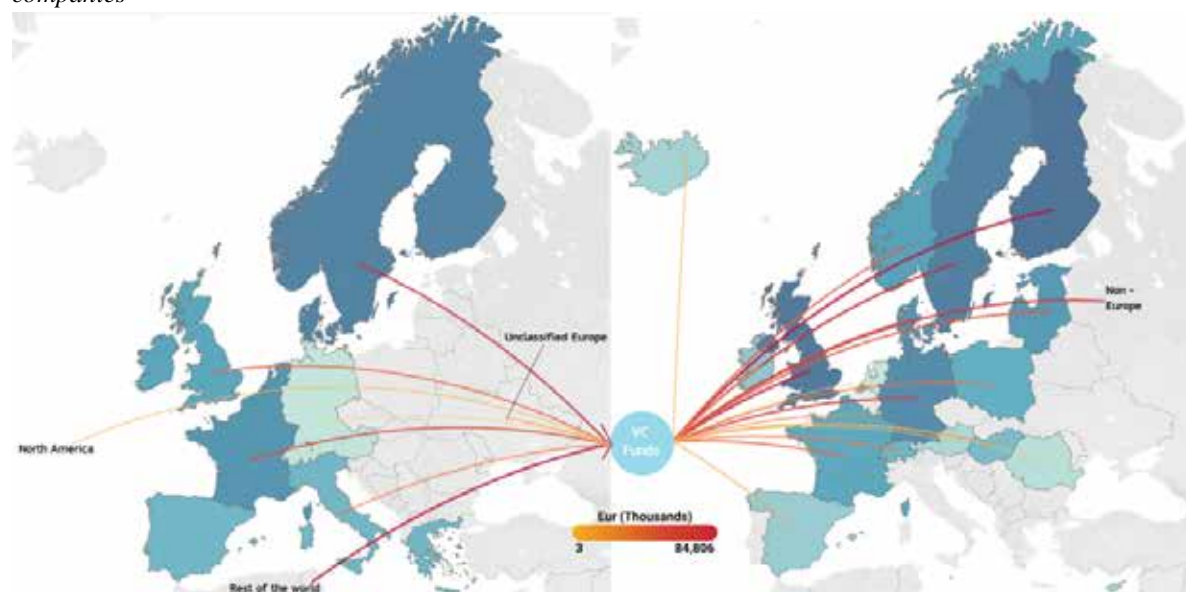 companies
Unclassified Europe
North America
Rest of the world
VC
Funds
Eur (Thousands)
3 84,806
Non -
Europe